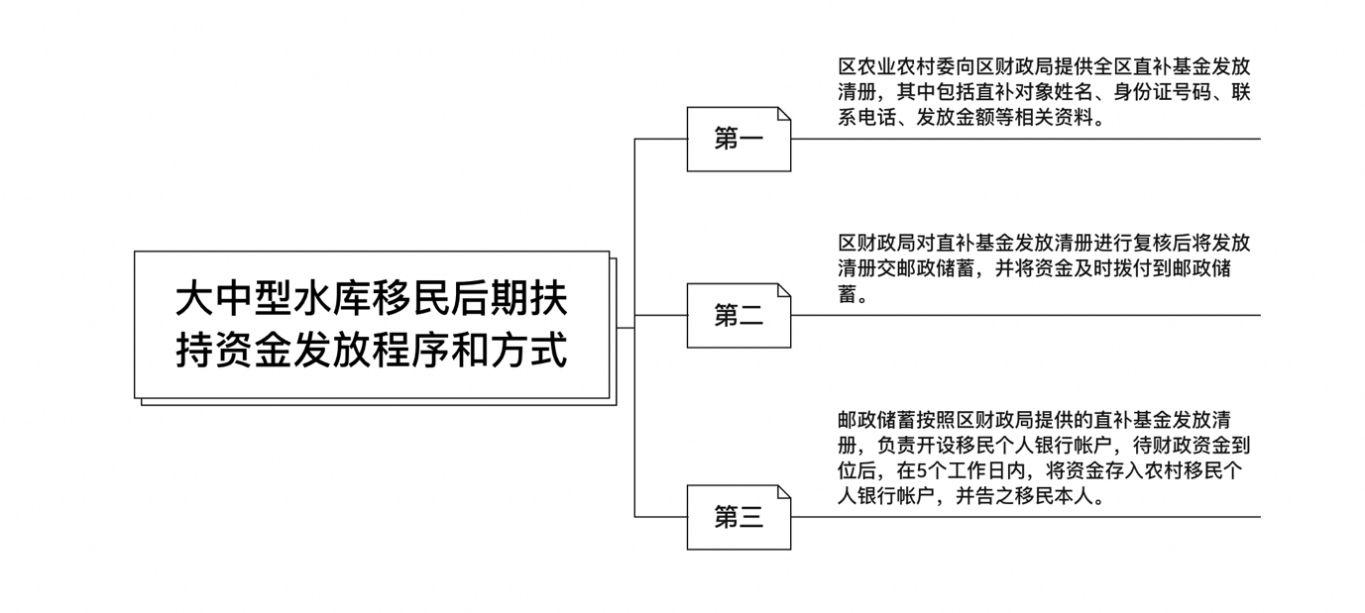 大中型水库移民后期扶
持资金发放程序和方式
第一
区农业农村委向区财政局提供全区直补基金发放
清册，其中包括直补对象姓名、身份证号码、联
系电话、发放金额等相关资料。
第二
区财政局对直补基金发放清册进行复核后将发放
清册交邮政储蓄，并将资金及时拨付到邮政储
蓄。
第三
邮政储蓄按照区财政局提供的直补基金发放清
册，负责开设移民个人银行帐户，待财政资金到
位后，在5个工作日内，将资金存入农村移民个
人银行帐户，并告之移民本人。